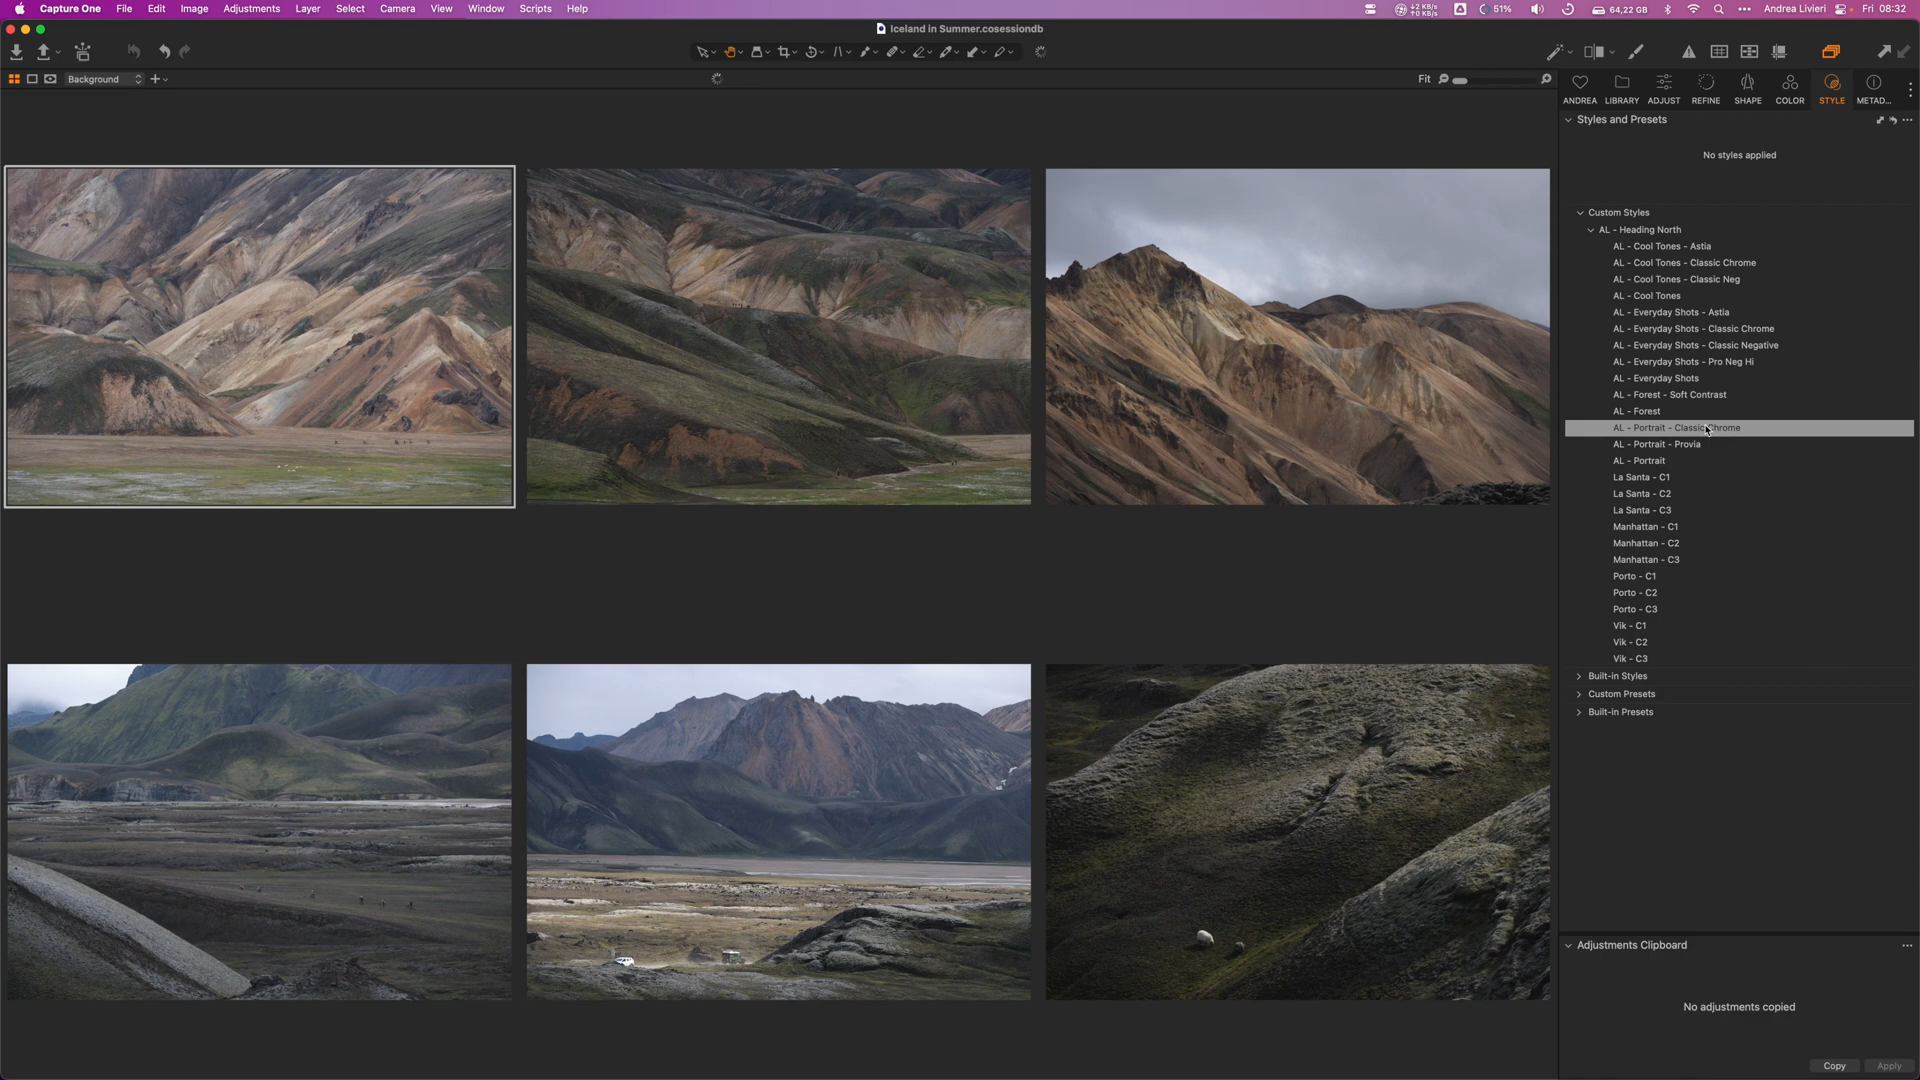 Capture One File Edit Image Adjustments Layer Select Camera View Window Scripts Help
↓2 KB/s
↑0 KB/s
51%
64,22 GB
Andrea Livieri
Fri 08:32
Iceland in Summer.cosessiondb
Background
Fit
ANDREA LIBRARY ADJUST REFINE SHAPE COLOR STYLE METAD...
Styles and Presets
No styles applied
Custom Styles
AL - Heading North
AL - Cool Tones - Astia
AL - Cool Tones - Classic Chrome
AL - Cool Tones - Classic Neg
AL - Cool Tones
AL - Everyday Shots - Astia
AL - Everyday Shots - Classic Chrome
AL - Everyday Shots - Classic Negative
AL - Everyday Shots - Pro Neg Hi
AL - Everyday Shots
AL - Forest - Soft Contrast
AL - Forest
AL - Portrait - Classic Chrome
AL - Portrait - Provia
AL - Portrait
La Santa - C1
La Santa - C2
La Santa - C3
Manhattan - C1
Manhattan - C2
Manhattan - C3
Porto - C1
Porto - C2
Porto - C3
Vik - C1
Vik - C2
Vik - C3
Built-in Styles
Custom Presets
Built-in Presets
Adjustments Clipboard
No adjustments copied
Copy Apply